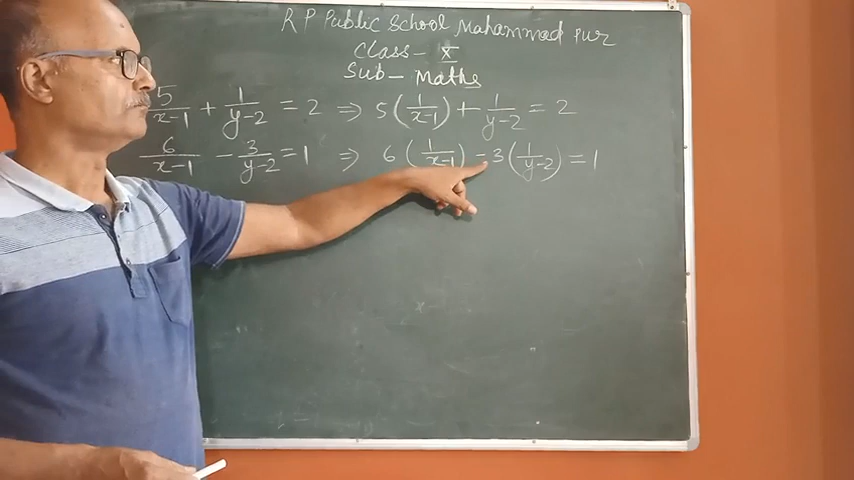 R P Public School Mahammad pur
Class- X
Sub- Maths
5/(x-1) + 1/(y-2) = 2 ⇒ 5(1/(x-1)) + 1/(y-2) = 2
6/(x-1) - 3/(y-2) = 1 ⇒ 6(1/(x-1)) - 3(1/(y-2)) = 1